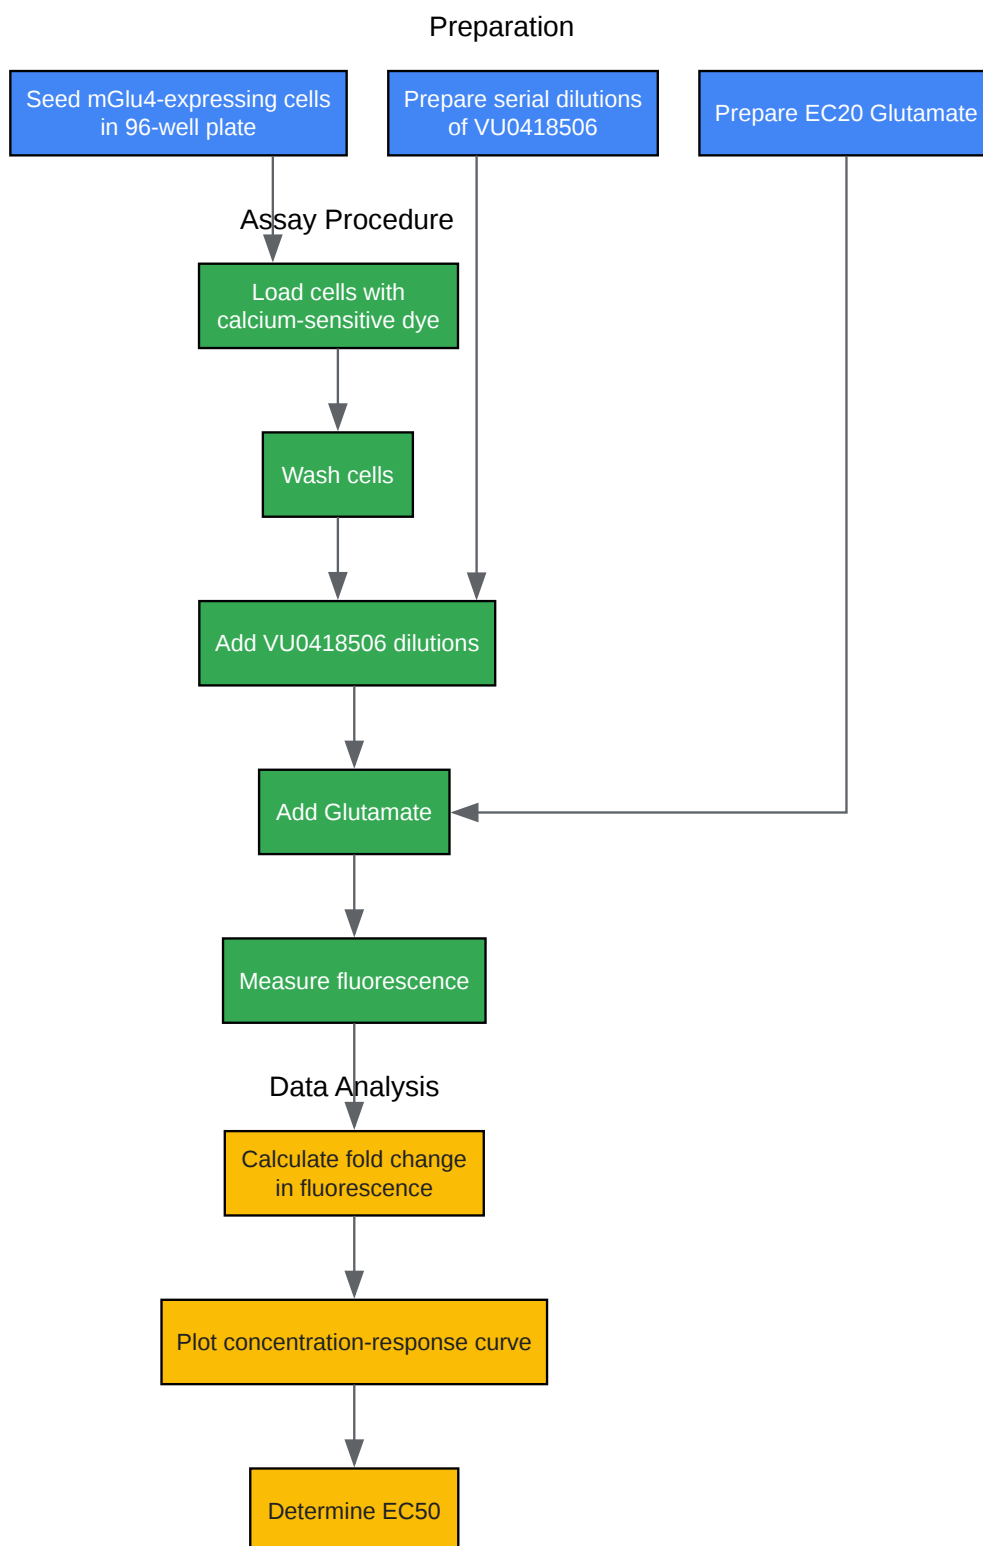 Preparation
Seed mGlu4-expressing cells
in 96-well plate
Prepare serial dilutions
of VU0418506
Prepare EC20 Glutamate
Assay Procedure
Load cells with
calcium-sensitive dye
Wash cells
Add VU0418506 dilutions
Add Glutamate
Measure fluorescence
Data Analysis
Calculate fold change
in fluorescence
Plot concentration-response curve
Determine EC50